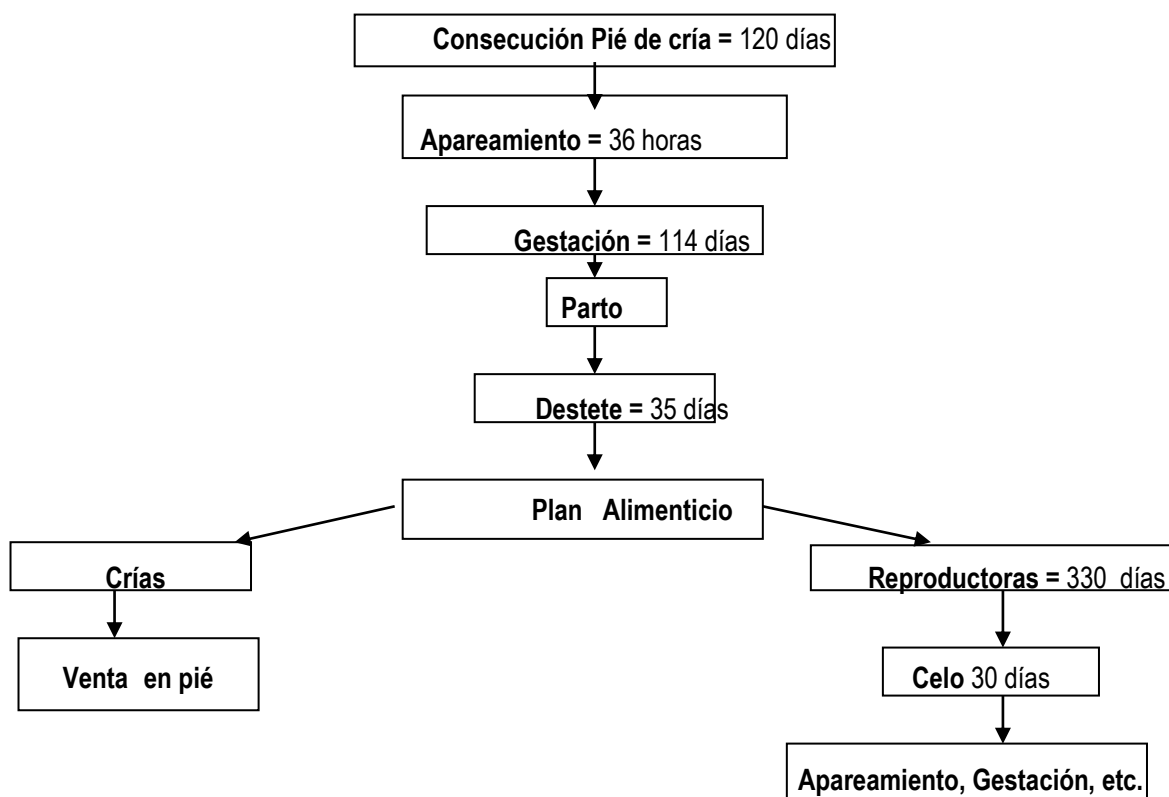 Consecución Pié de cría = 120 días
Apareamiento = 36 horas
Gestación = 114 días
Parto
Destete = 35 días
Plan Alimenticio
Crías
Reproductoras = 330 días
Venta en pié
Celo 30 días
Apareamiento, Gestación, etc.